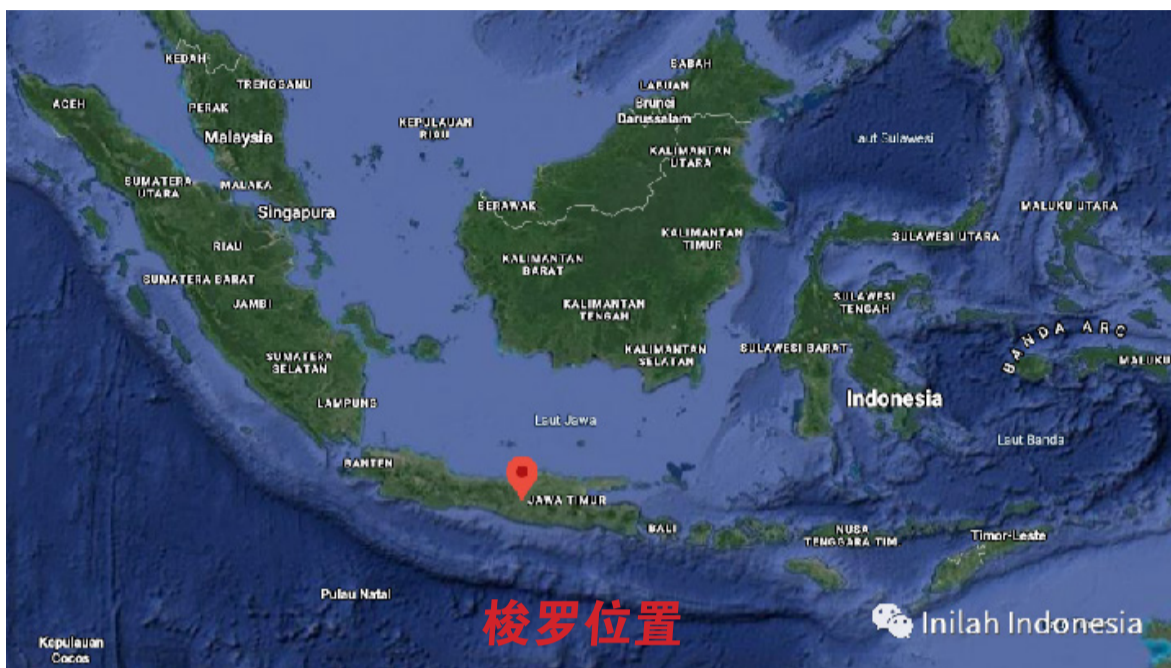 KEDAH
TRENGGANU
SABAH
LABUAN
ACEH
PERAK
Brunei
Darussalam
KEPULAUAN
RIAU
Malaysia
Laut Sulawesi
KALIMANTAN
UTARA
SUMATERA
UTARA
MALAKA
Singapura
SERAWAK
MALUKU UTARA
RIAU
KALIMANTAN
TIMUR
SULAWESI UTARA
KALIMANTAN
BARAT
SUMATERA BARAT
JAMBI
KALIMANTAN
TENGAH
SULAWESI
TENGAH
BANDA ARC
SUMATERA
SELATAN
KALIMANTAN
SELATAN
SULAWESI BARAT
MALUKU
LAMPUNG
Indonesia
Laut Jawa
Laut Banda
BANTEN
JAWA TIMUR
BALI
NUSA
TENGGARA TIM.
Timor-Leste
Pulau Natal
梭罗位置
Inilah Indonesia
Kepulauan
Cocos